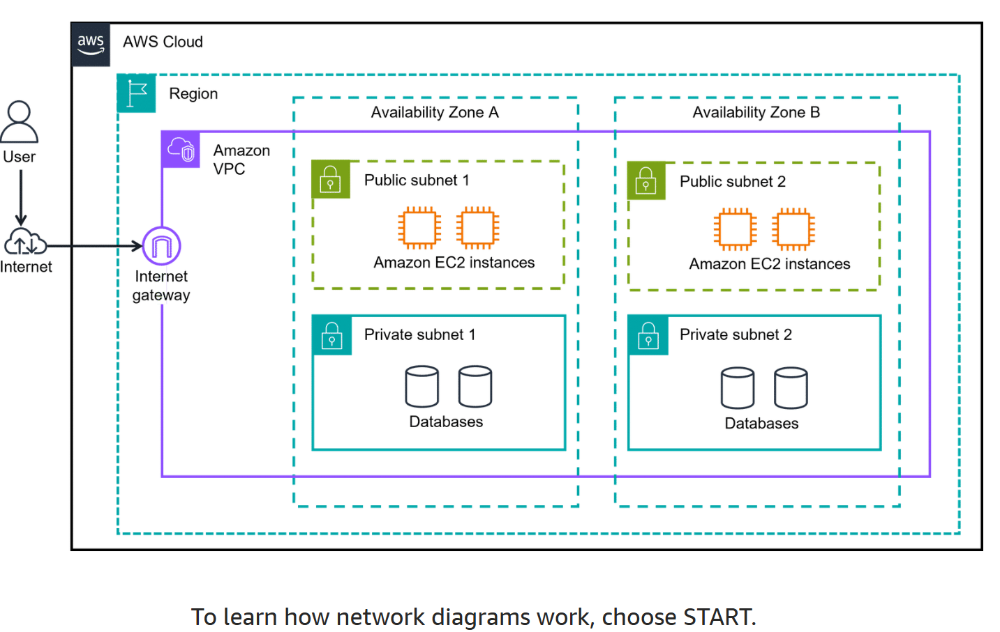 aws
AWS Cloud
Region
Availability Zone A
Availability Zone B
User
Amazon
VPC
Public subnet 1
Public subnet 2
Amazon EC2 instances
Amazon EC2 instances
Internet
Internet
gateway
Private subnet 1
Private subnet 2
Databases
Databases
To learn how network diagrams work, choose START.